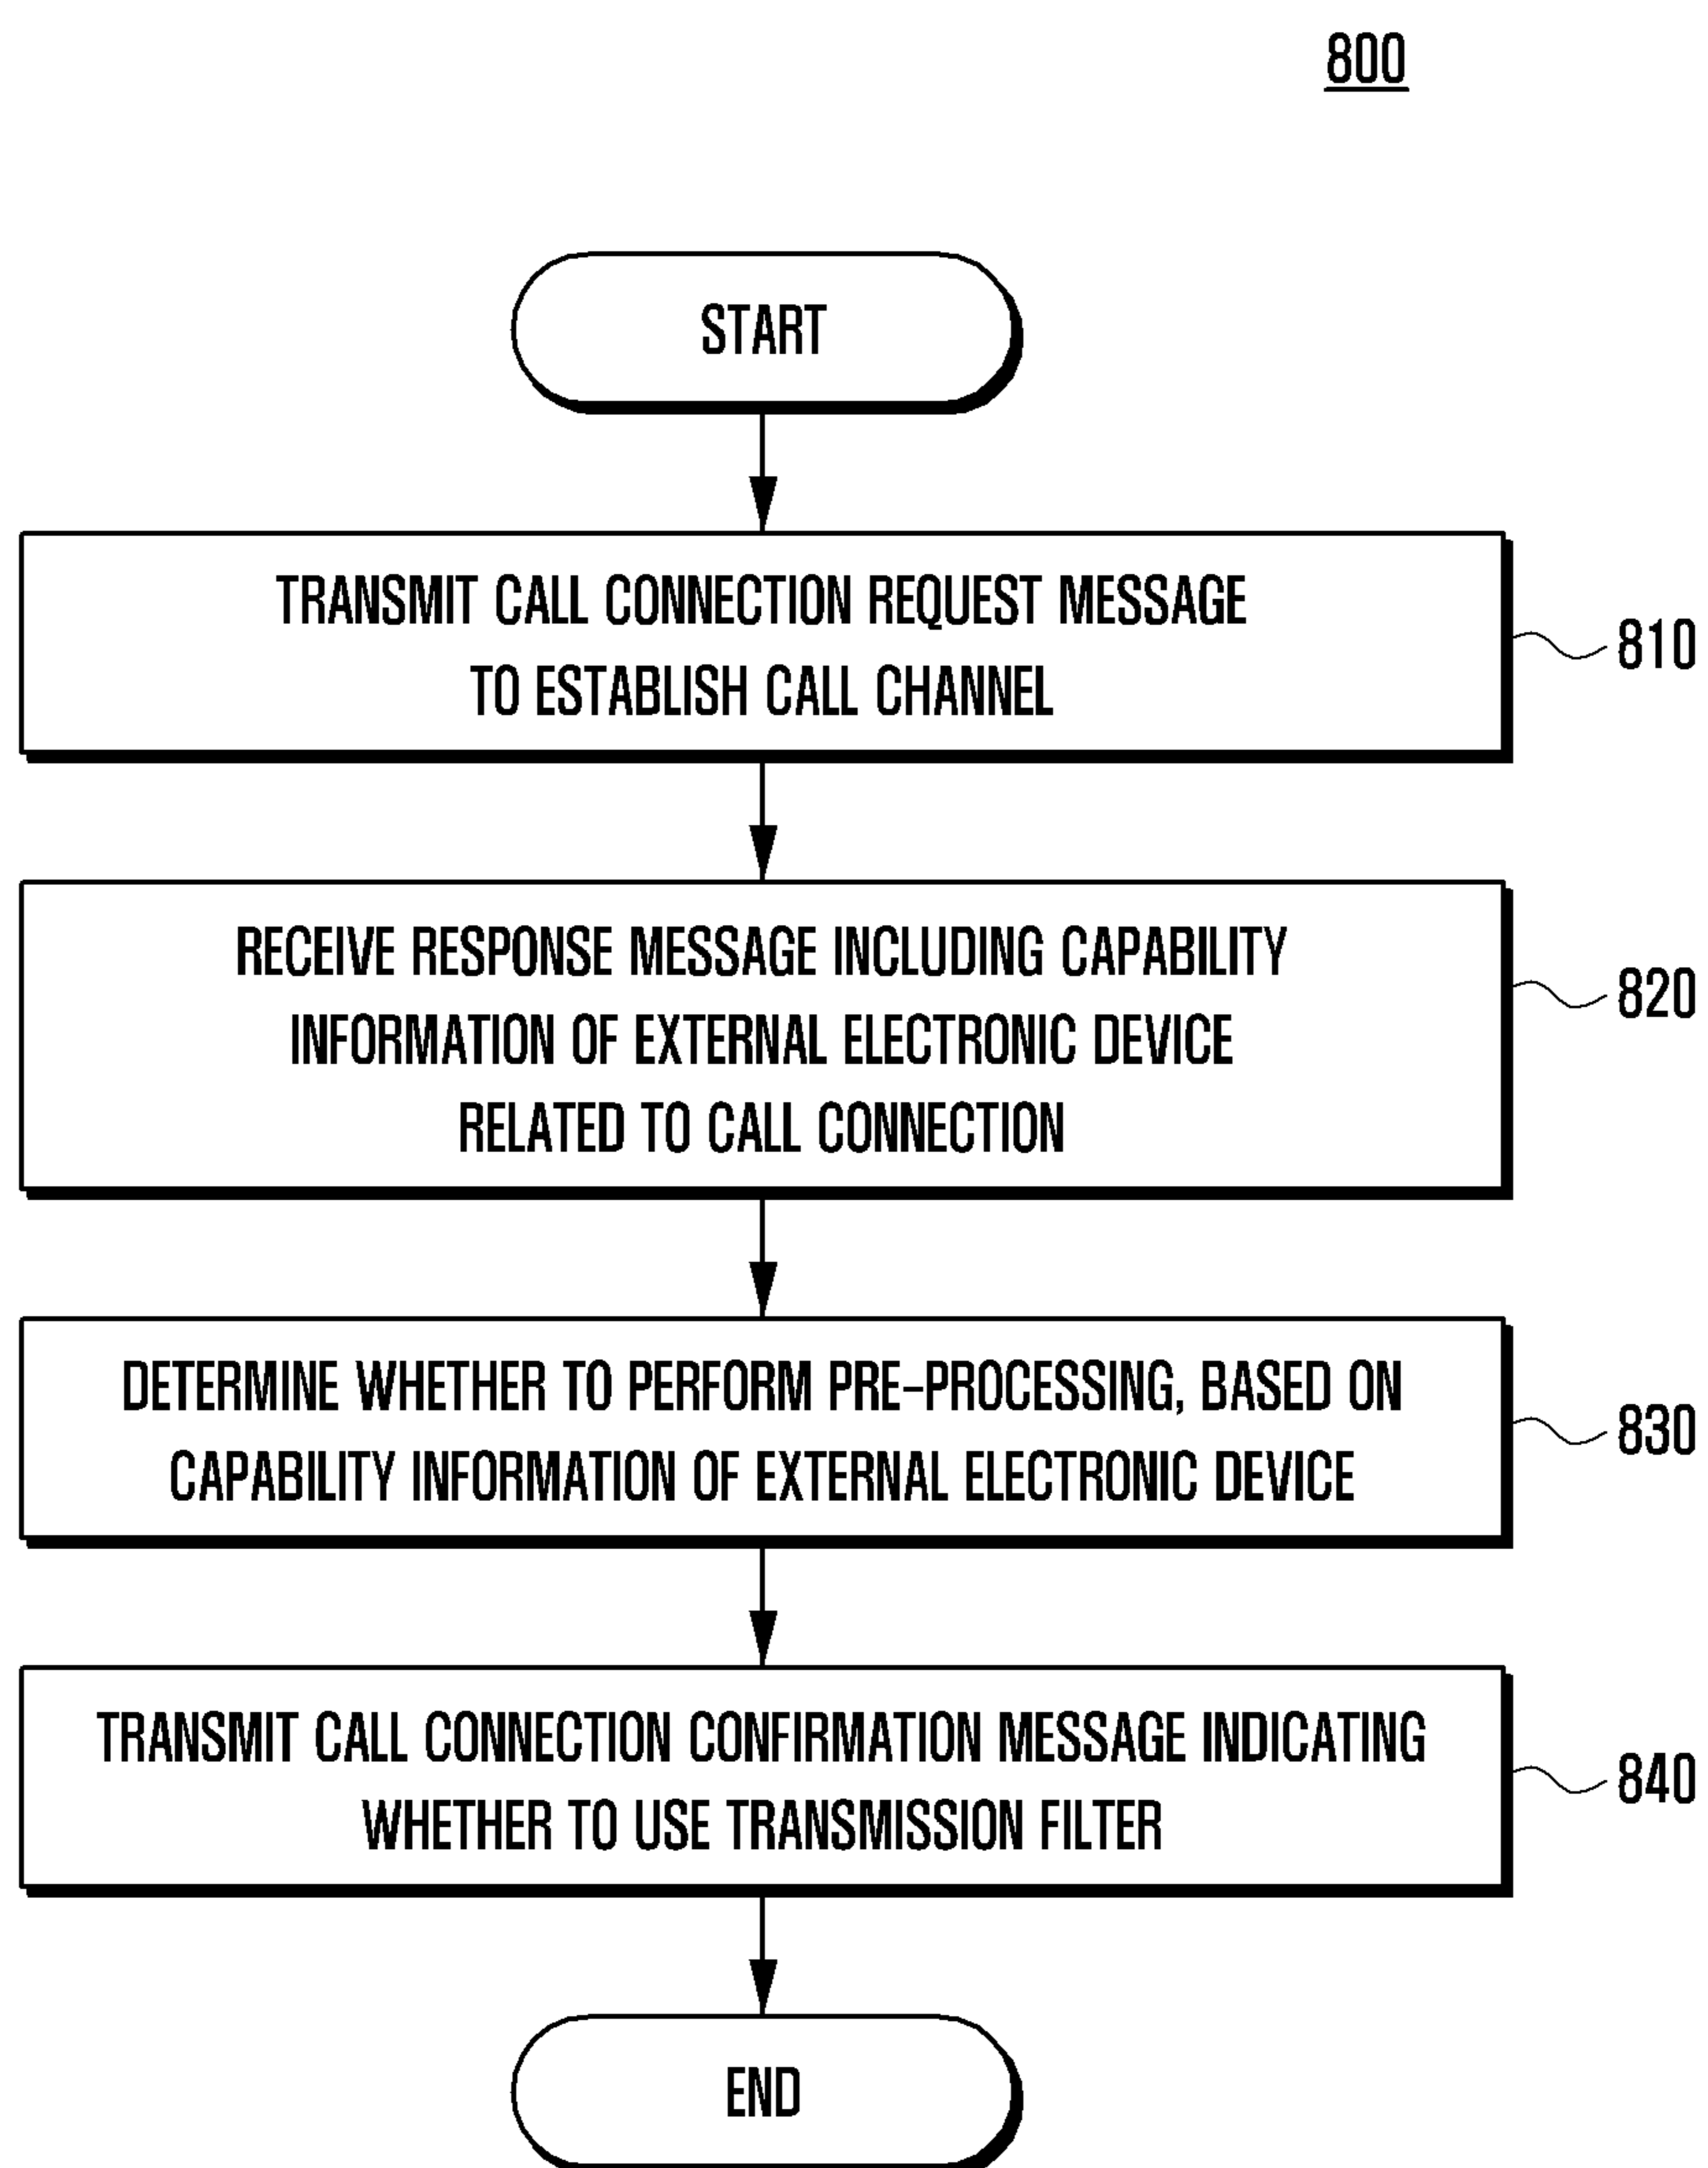 800
START
TRANSMIT CALL CONNECTION REQUEST MESSAGE
TO ESTABLISH CALL CHANNEL
810
RECEIVE RESPONSE MESSAGE INCLUDING CAPABILITY
INFORMATION OF EXTERNAL ELECTRONIC DEVICE
RELATED TO CALL CONNECTION
820
DETERMINE WHETHER TO PERFORM PRE-PROCESSING, BASED ON
CAPABILITY INFORMATION OF EXTERNAL ELECTRONIC DEVICE
830
TRANSMIT CALL CONNECTION CONFIRMATION MESSAGE INDICATING
WHETHER TO USE TRANSMISSION FILTER
840
END